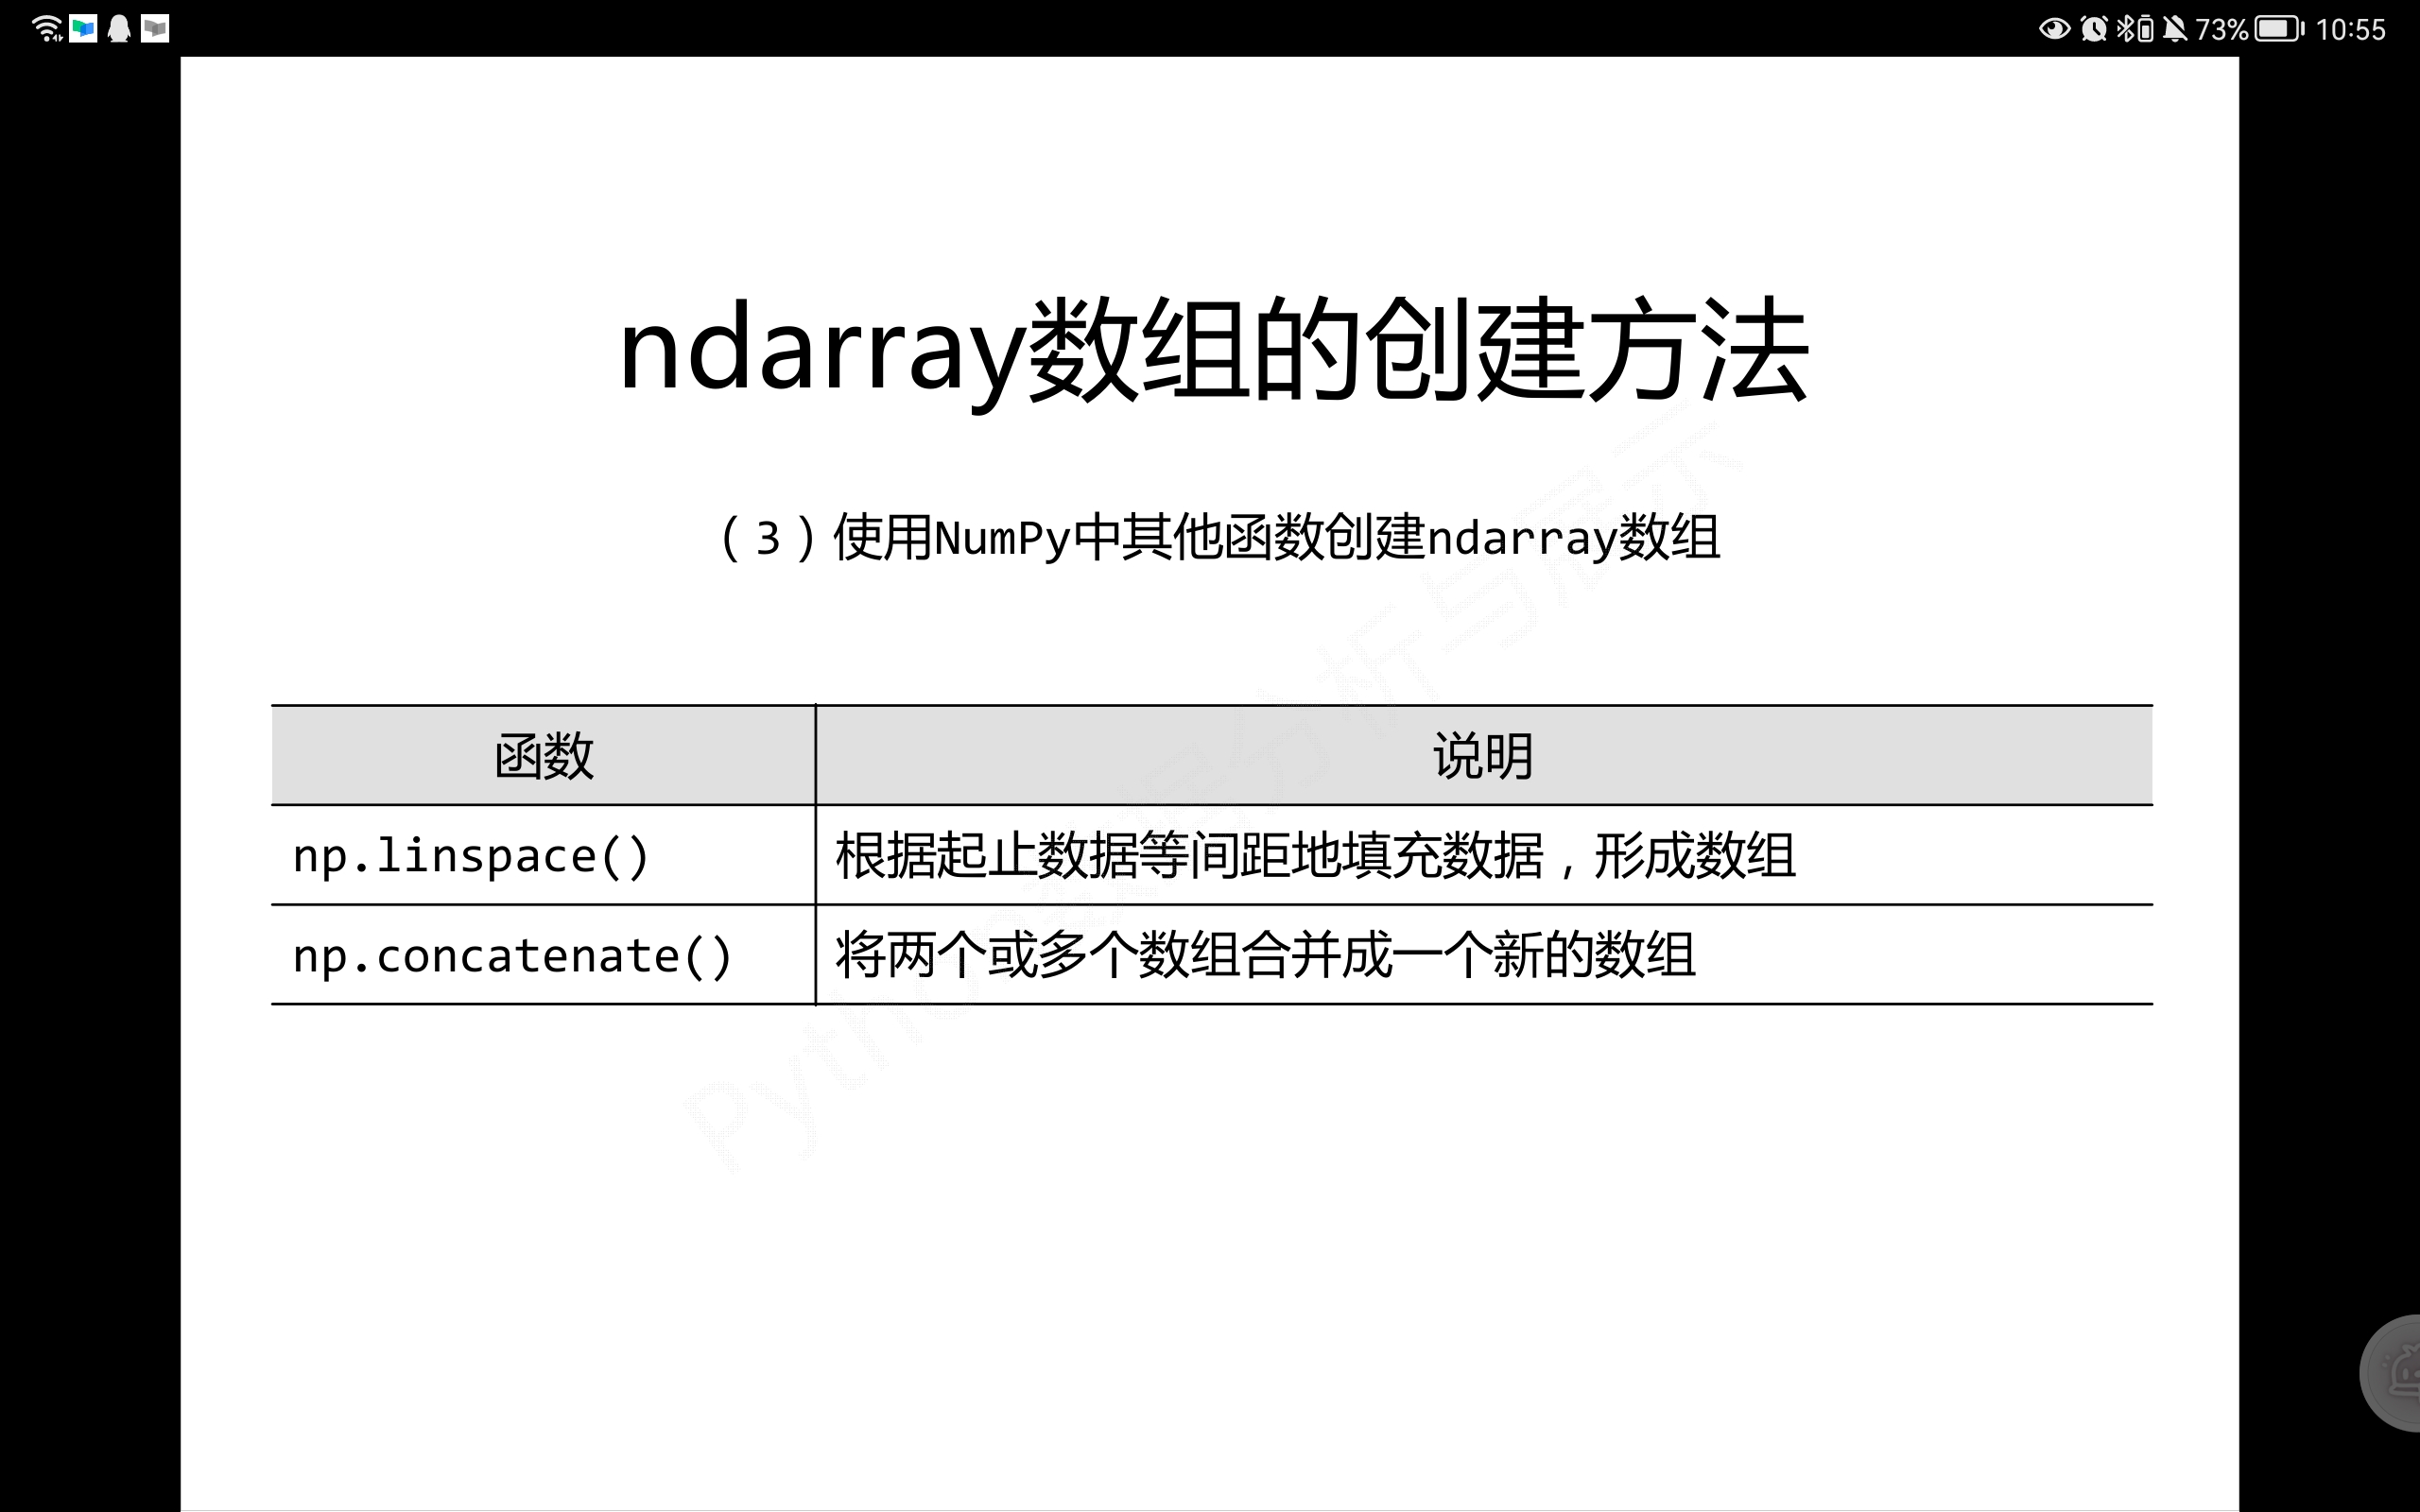 73% 10:55
ndarray数组的创建方法
（3）使用NumPy中其他函数创建ndarray数组
函数 说明
np.linspace() 根据起止数据等间距地填充数据，形成数组
np.concatenate() 将两个或多个数组合并成一个新的数组
Python数据分析与展示